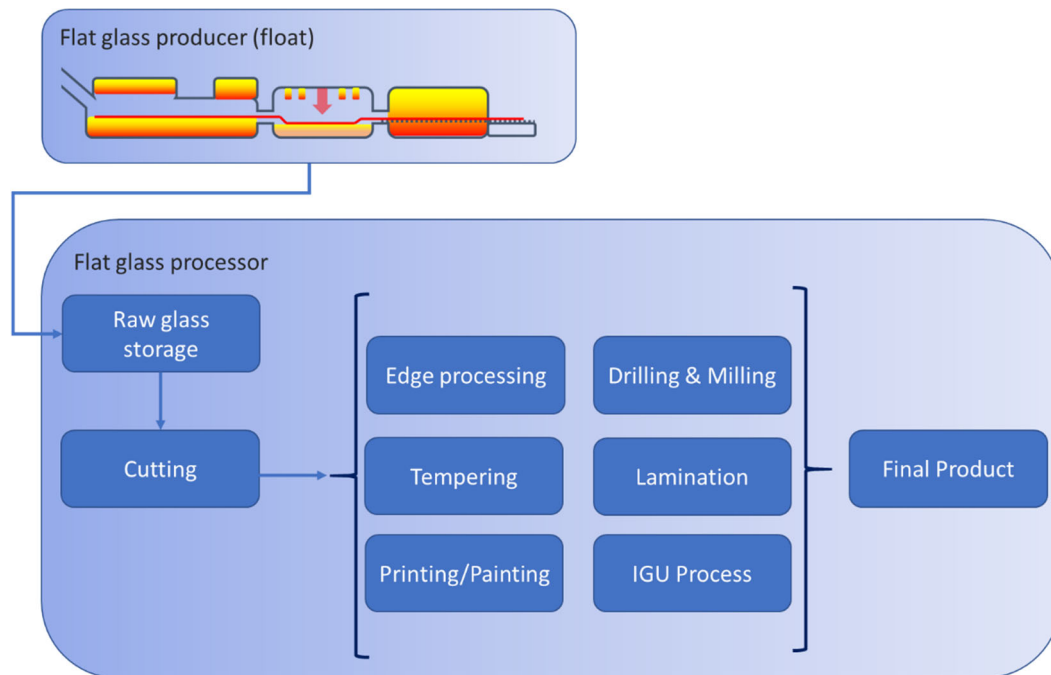 Flat glass producer (float)
Flat glass processor
Raw glass
storage
Cutting
Edge processing
Drilling & Milling
Tempering
Lamination
Printing/Painting
IGU Process
Final Product